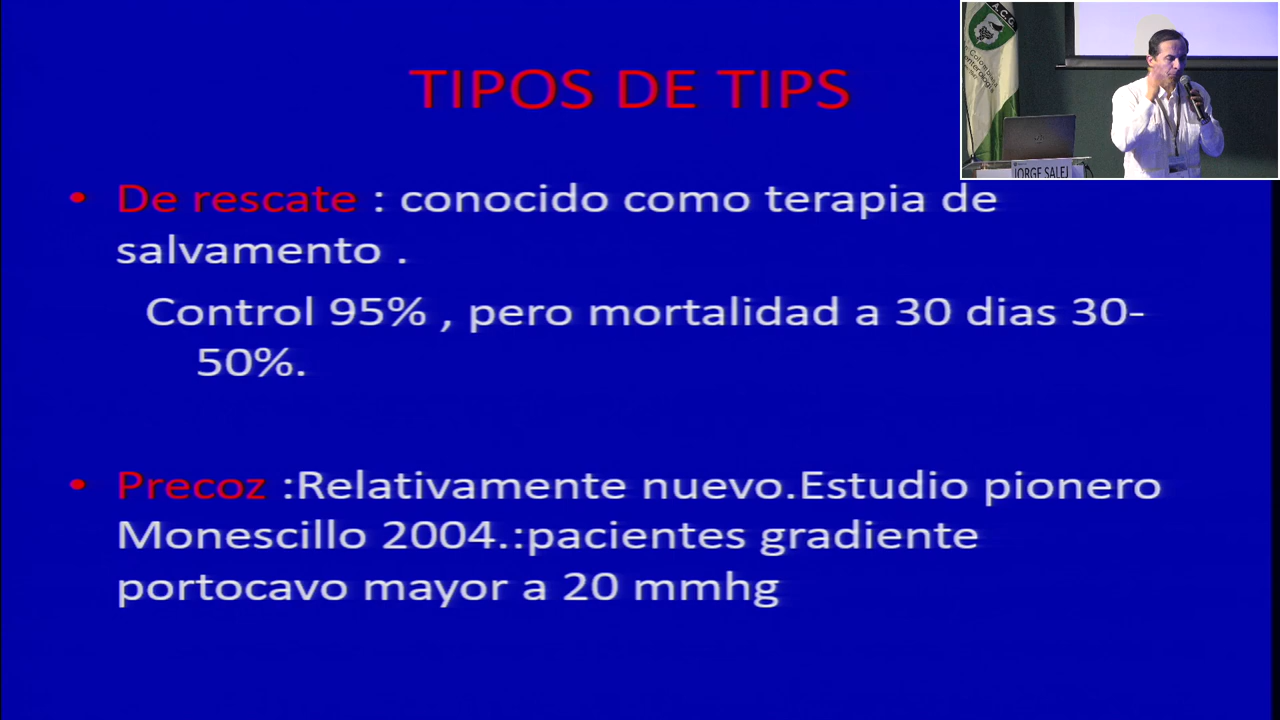 TIPOS DE TIPS
• De rescate : conocido como terapia de
salvamento .
Control 95% , pero mortalidad a 30 dias 30-
50%.
• Precoz :Relativamente nuevo.Estudio pionero
Monescillo 2004.:pacientes gradiente
portocavo mayor a 20 mmhg
A.C.G.
JORGE SALEJ